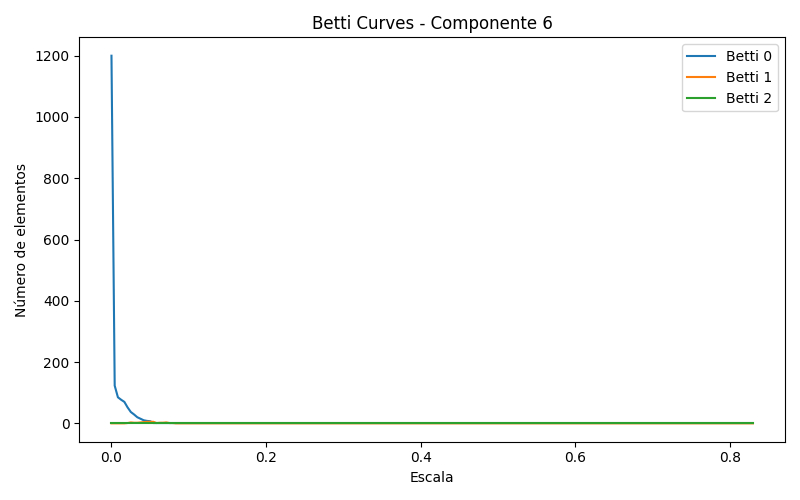 Betti Curves - Componente 6
Betti 0
Betti 1
Betti 2
Número de elementos
1200
1000
800
600
400
200
0
0.0
0.2
0.4
0.6
0.8
Escala